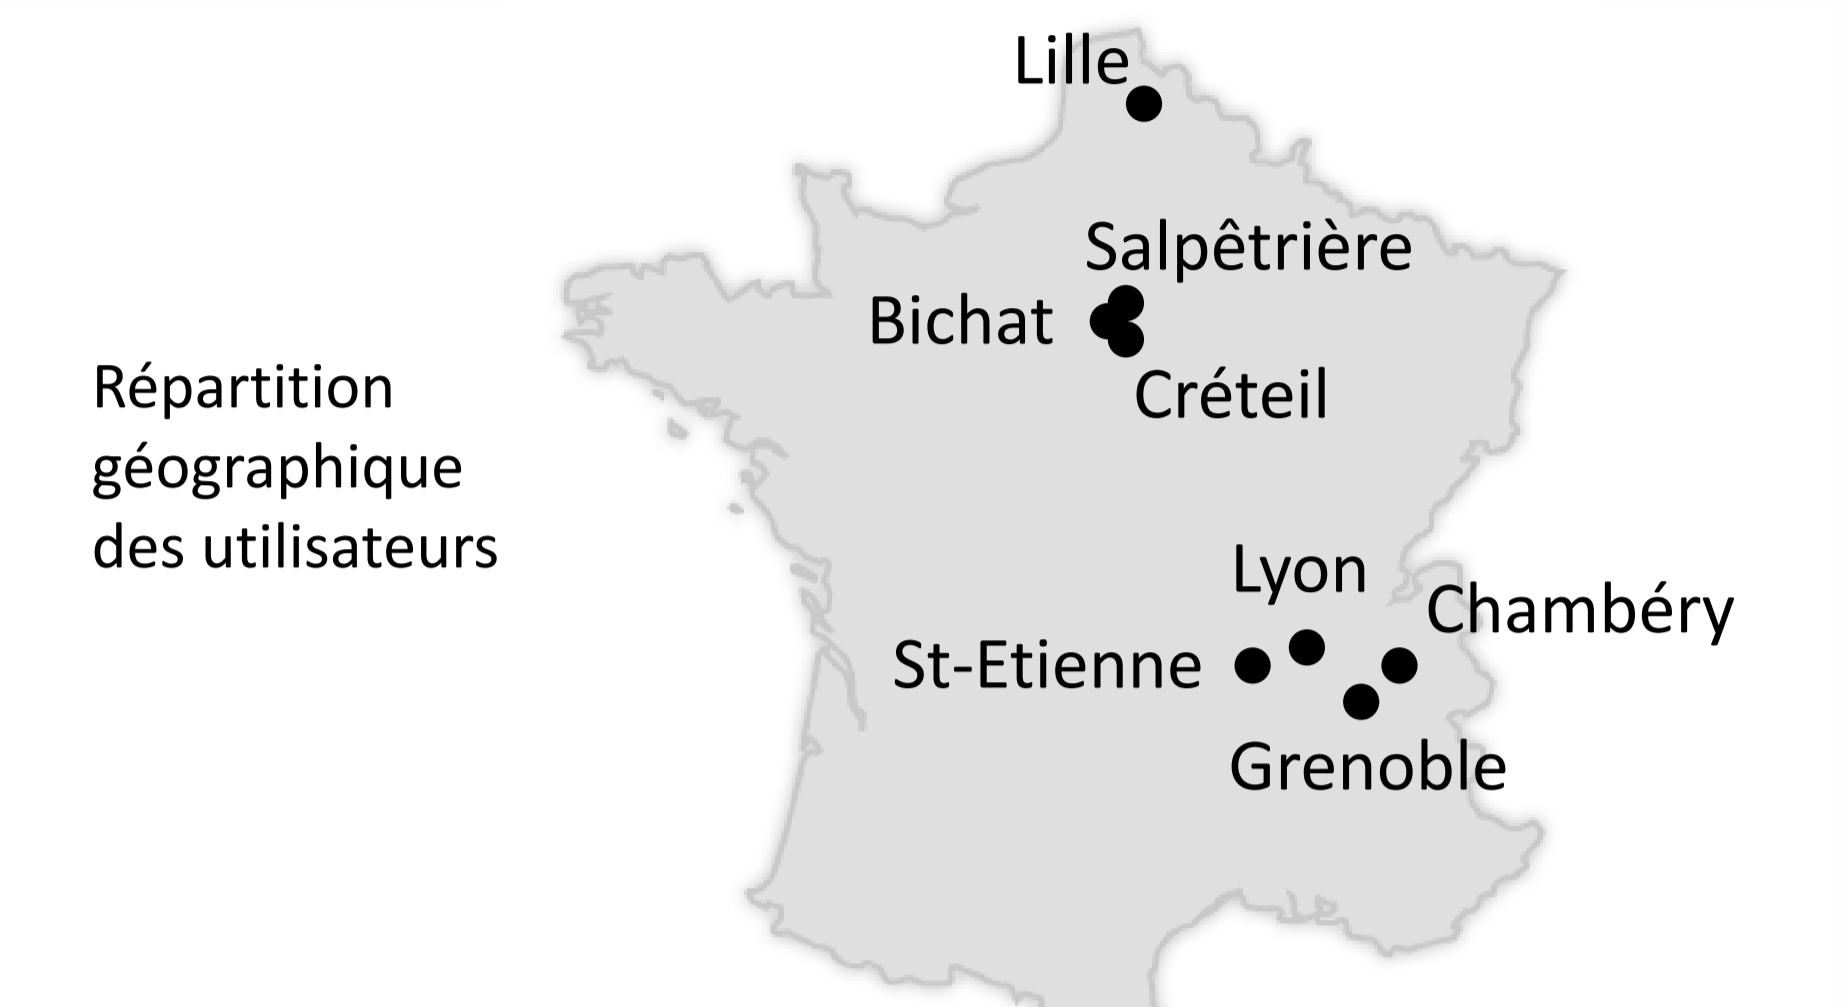 Lille
Salpêtrière
Bichat
Créteil
Répartition
géographique
des utilisateurs
Lyon
Chambéry
St-Etienne
Grenoble